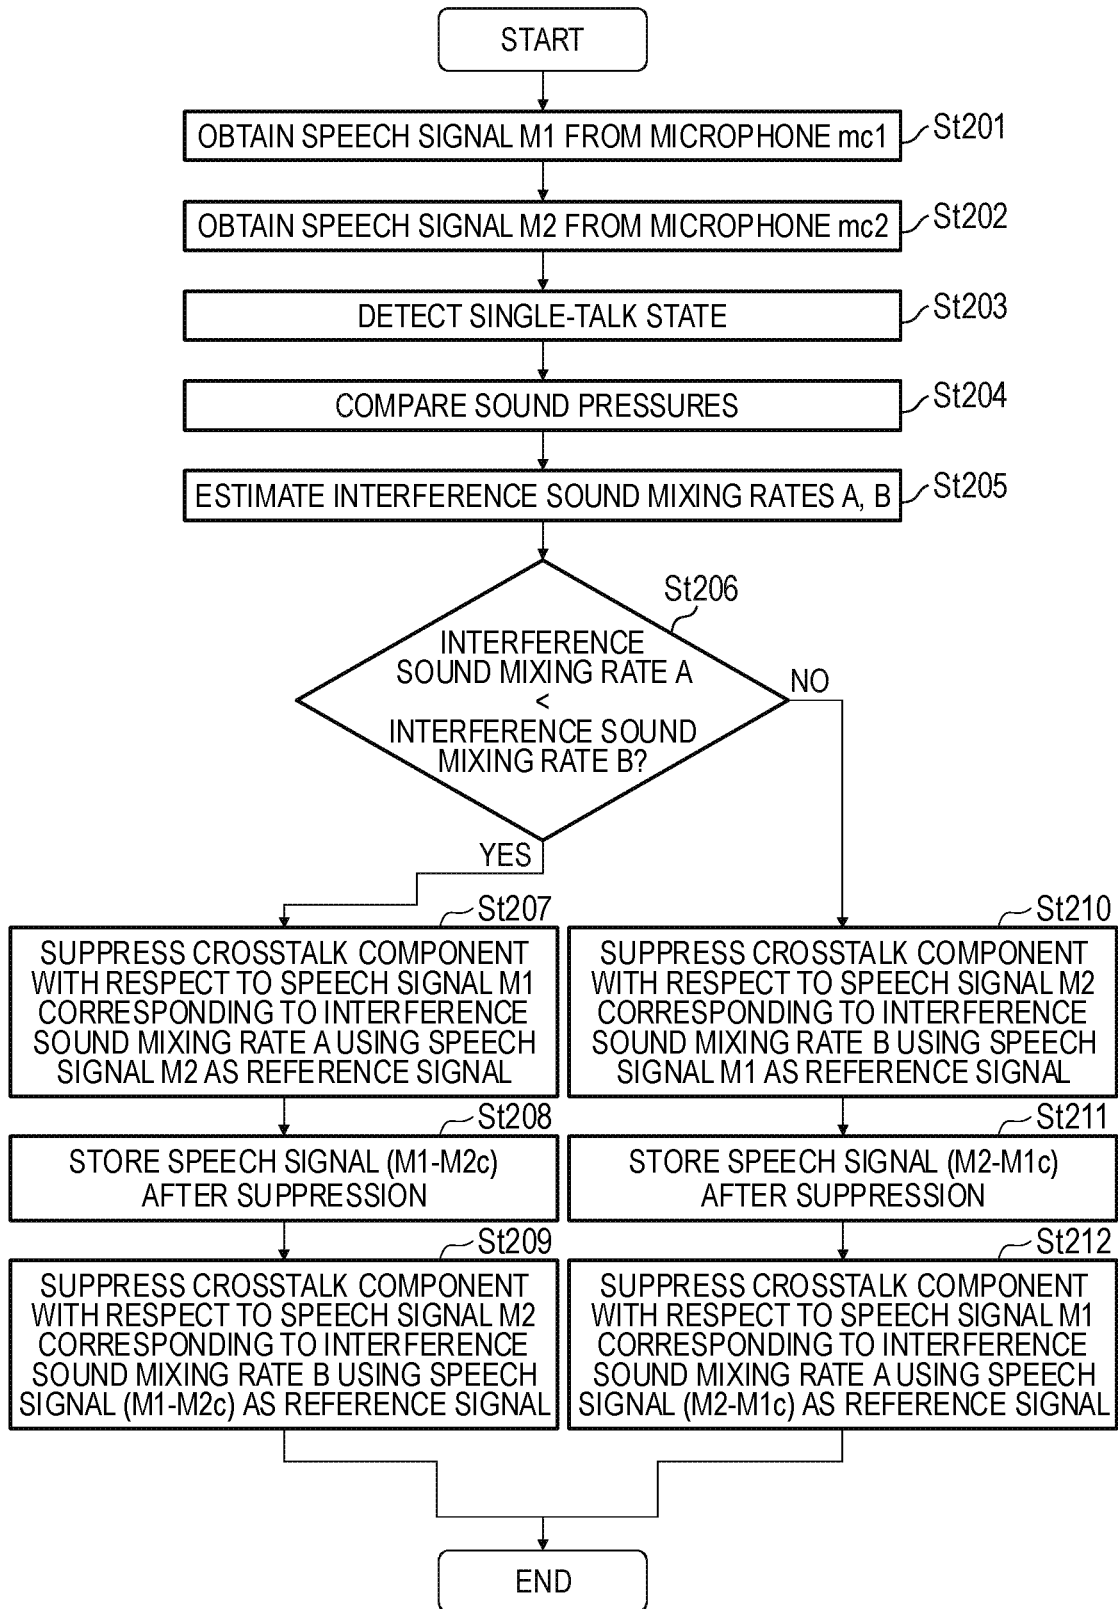 START
OBTAIN SPEECH SIGNAL M1 FROM MICROPHONE mc1
St201
OBTAIN SPEECH SIGNAL M2 FROM MICROPHONE mc2
St202
DETECT SINGLE-TALK STATE
St203
COMPARE SOUND PRESSURES
St204
ESTIMATE INTERFERENCE SOUND MIXING RATES A, B
St205
St206
INTERFERENCE
SOUND MIXING RATE A
<
INTERFERENCE SOUND
MIXING RATE B?
NO
YES
St207
SUPPRESS CROSSTALK COMPONENT
WITH RESPECT TO SPEECH SIGNAL M1
CORRESPONDING TO INTERFERENCE
SOUND MIXING RATE A USING SPEECH
SIGNAL M2 AS REFERENCE SIGNAL
St208
STORE SPEECH SIGNAL (M1-M2c)
AFTER SUPPRESSION
St209
SUPPRESS CROSSTALK COMPONENT
WITH RESPECT TO SPEECH SIGNAL M2
CORRESPONDING TO INTERFERENCE
SOUND MIXING RATE B USING SPEECH
SIGNAL (M1-M2c) AS REFERENCE SIGNAL
St210
SUPPRESS CROSSTALK COMPONENT
WITH RESPECT TO SPEECH SIGNAL M2
CORRESPONDING TO INTERFERENCE
SOUND MIXING RATE B USING SPEECH
SIGNAL M1 AS REFERENCE SIGNAL
St211
STORE SPEECH SIGNAL (M2-M1c)
AFTER SUPPRESSION
St212
SUPPRESS CROSSTALK COMPONENT
WITH RESPECT TO SPEECH SIGNAL M1
CORRESPONDING TO INTERFERENCE
SOUND MIXING RATE A USING SPEECH
SIGNAL (M2-M1c) AS REFERENCE SIGNAL
END